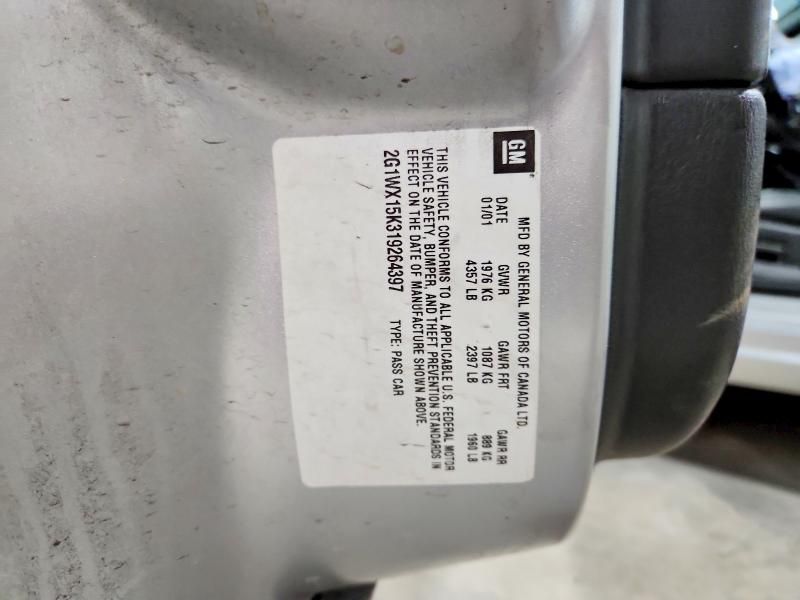 GM
MFD BY GENERAL MOTORS OF CANADA LTD.
DATE GVWR GAWR FRT GAWR RR
01/01 1976 KG 1087 KG 889 KG
4357 LB 2397 LB 1960 LB
THIS VEHICLE CONFORMS TO ALL APPLICABLE U.S. FEDERAL MOTOR
VEHICLE SAFETY, BUMPER, AND THEFT PREVENTION STANDARDS IN
EFFECT ON THE DATE OF MANUFACTURE SHOWN ABOVE.
2G1WX15K319264397 TYPE: PASS CAR